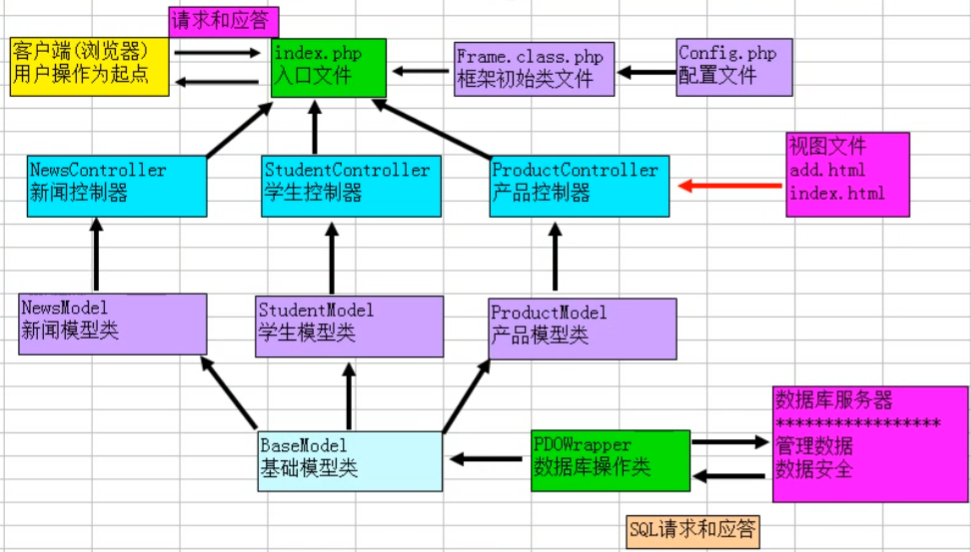 请求和应答
客户端(浏览器)
用户操作为起点
index.php
入口文件
Frame.class.php
框架初始类文件
Config.php
配置文件
NewsController
新闻控制器
StudentController
学生控制器
ProductController
产品控制器
视图文件
add.html
index.html
NewsModel
新闻模型类
StudentModel
学生模型类
ProductModel
产品模型类
BaseModel
基础模型类
PDOWrapper
数据库操作类
数据库服务器
*****************
管理数据
数据安全
SQL请求和应答